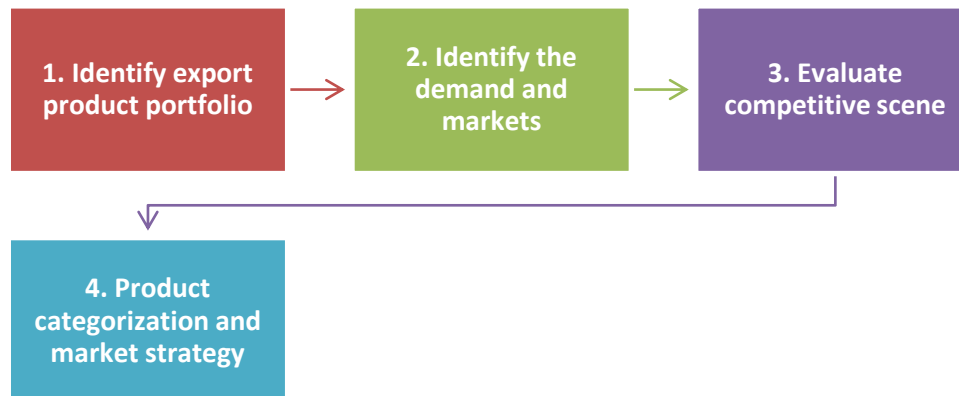 1. Identify export
product portfolio
2. Identify the
demand and
markets
3. Evaluate
competitive scene
4. Product
categorization and
market strategy